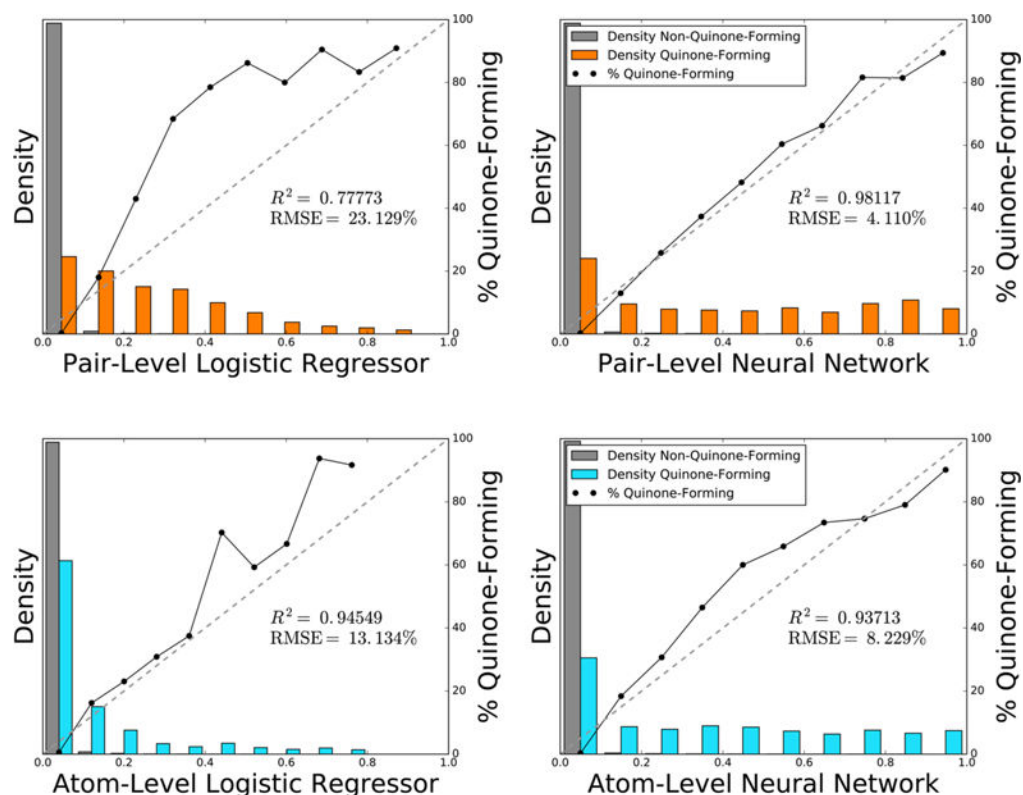 Density
0
20
40
60
80
100
% Quinone-Forming
R² = 0.77773
RMSE = 23.129%
0.0 0.2 0.4 0.6 0.8 1.0
Pair-Level Logistic Regressor
Density
Density Non-Quinone-Forming
Density Quinone-Forming
% Quinone-Forming
0
20
40
60
80
100
% Quinone-Forming
R² = 0.98117
RMSE = 4.110%
0.0 0.2 0.4 0.6 0.8 1.0
Pair-Level Neural Network
Density
0
20
40
60
80
100
% Quinone-Forming
R² = 0.94549
RMSE = 13.134%
0.0 0.2 0.4 0.6 0.8 1.0
Atom-Level Logistic Regressor
Density
Density Non-Quinone-Forming
Density Quinone-Forming
% Quinone-Forming
0
20
40
60
80
100
% Quinone-Forming
R² = 0.93713
RMSE = 8.229%
0.0 0.2 0.4 0.6 0.8 1.0
Atom-Level Neural Network